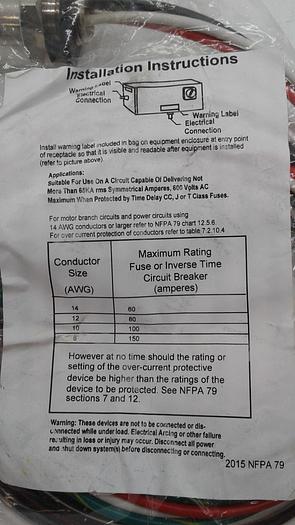 Installation Instructions
Warning Label
Electrical
Connection
Warning Label
Electrical
Connection
Install warning label included in bag on equipment enclosure at entry point
of receptacle so that it is visible and readable after equipment is installed
(refer to picture above).
Applications:
Suitable For Use On A Circuit Capable Of Delivering Not
More Than 65KA rms Symmetrical Amperes, 600 Volts AC
Maximum When Protected by Time Delay CC, J or T Class Fuses.
For motor branch circuits and power circuits using
14 AWG conductors or larger refer to NFPA 79 chart 12.5.6.
For over current protection of conductors refer to table 7.2.10.4
Conductor
Size
(AWG)
Maximum Rating
Fuse or Inverse Time
Circuit Breaker
(amperes)
14 60
12 80
10 100
8 150
However at no time should the rating or
setting of the over-current protective
device be higher than the ratings of the
device to be protected. See NFPA 79
sections 7 and 12.
Warning: These devices are not to be connected or dis-
connected while under load. Electrical Arcing or other failure
resulting in loss or injury may occur. Disconnect all power
and shut down system(s) before disconnecting or connecting.
2015 NFPA 79